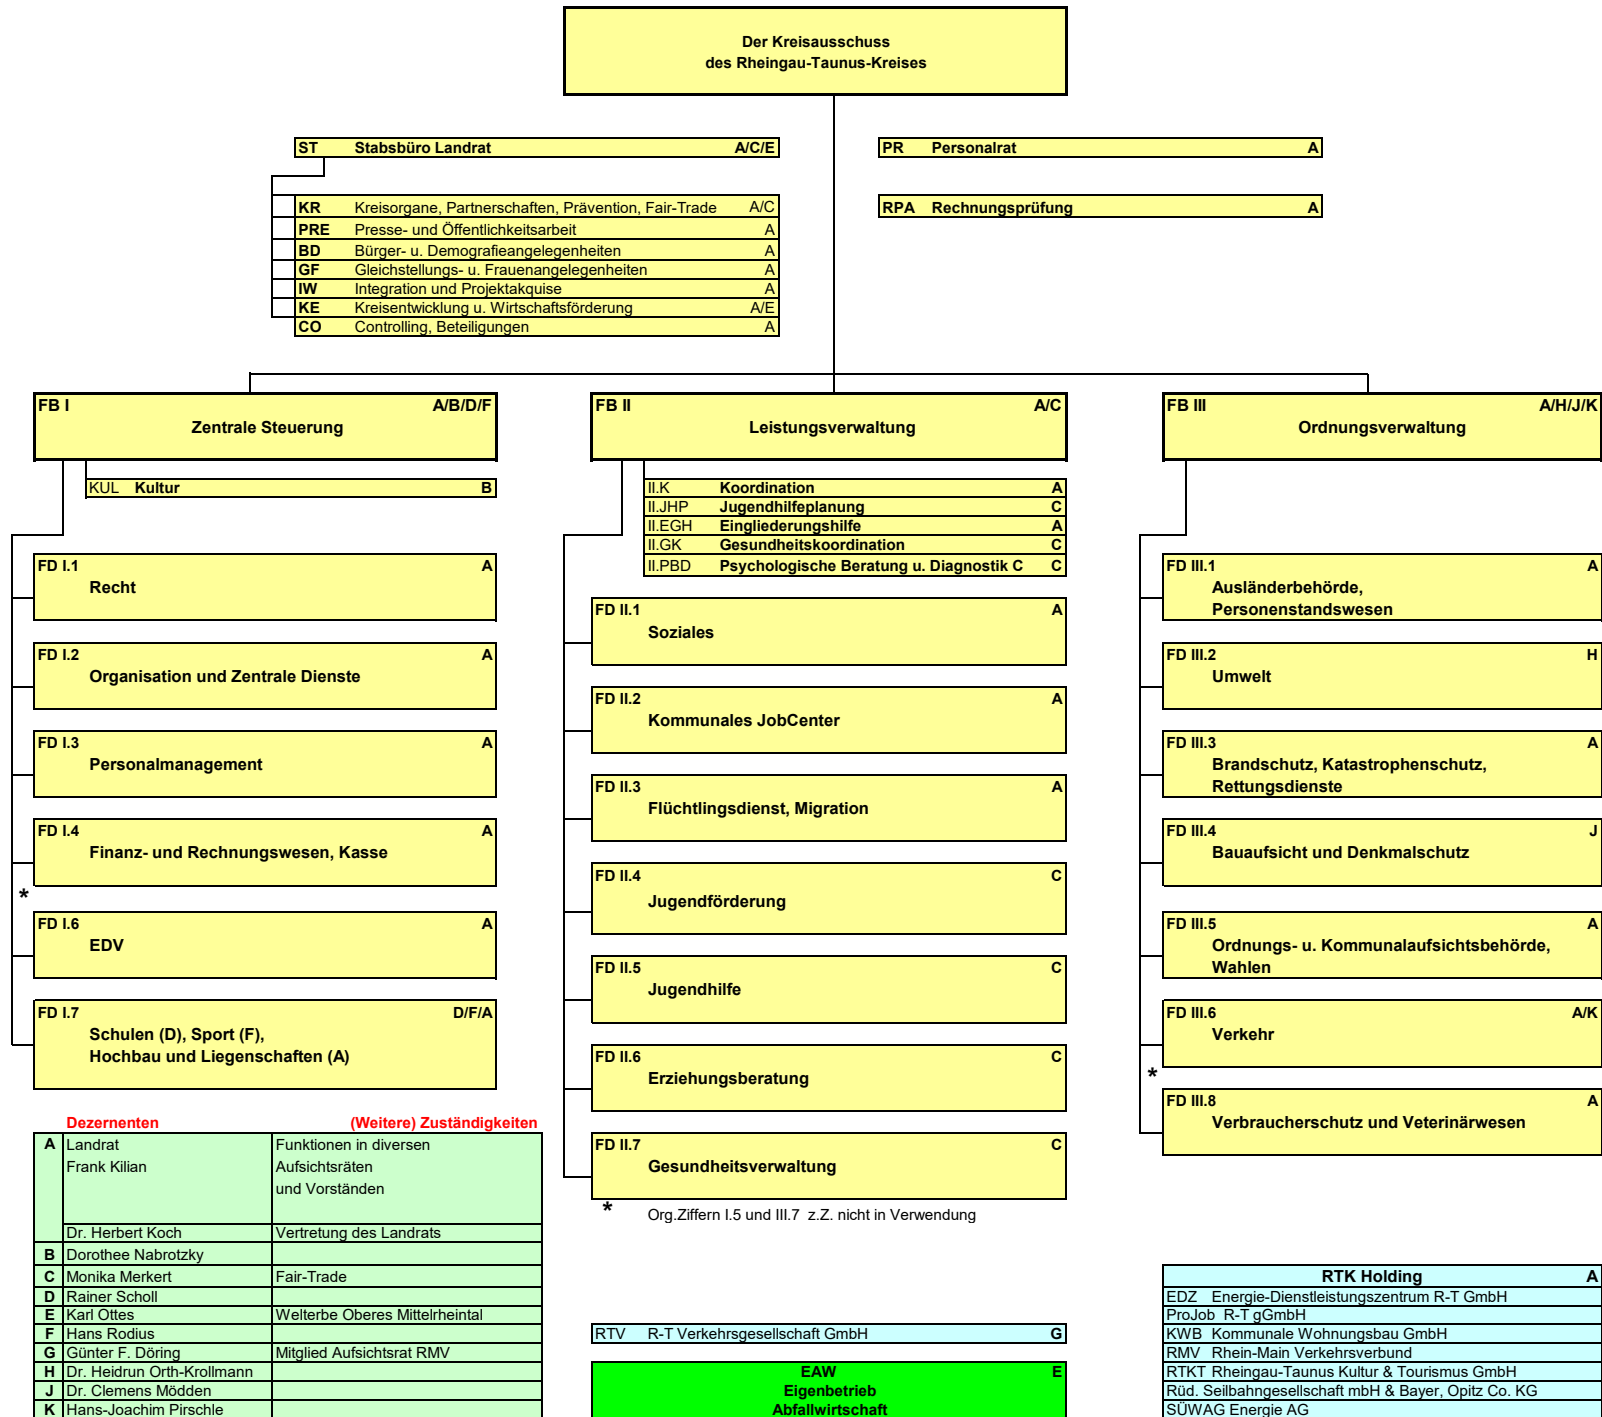 Der Kreisausschuss
des Rheingau-Taunus-Kreises
ST Stabsbüro Landrat A/C/E
PR Personalrat A
KR Kreisorgane, Partnerschaften, Prävention, Fair-Trade A/C
PRE Presse- und Öffentlichkeitsarbeit A
BD Bürger- u. Demografieangelegenheiten A
GF Gleichstellungs- u. Frauenangelegenheiten A
IW Integration und Projektakquise A
KE Kreisentwicklung u. Wirtschaftsförderung A/E
CO Controlling, Beteiligungen A
RPA Rechnungsprüfung A
FB I A/B/D/F
Zentrale Steuerung
KUL Kultur B
FD I.1 A
Recht
FD I.2 A
Organisation und Zentrale Dienste
FD I.3 A
Personalmanagement
FD I.4 A
Finanz- und Rechnungswesen, Kasse
*
FD I.6 A
EDV
FD I.7 D/F/A
Schulen (D), Sport (F),
Hochbau und Liegenschaften (A)
FB II A/C
Leistungsverwaltung
II.K Koordination A
II.JHP Jugendhilfeplanung C
II.EGH Eingliederungshilfe A
II.GK Gesundheitskoordination C
II.PBD Psychologische Beratung u. Diagnostik C C
FD II.1 A
Soziales
FD II.2 A
Kommunales JobCenter
FD II.3 A
Flüchtlingsdienst, Migration
FD II.4 C
Jugendförderung
FD II.5 C
Jugendhilfe
FD II.6 C
Erziehungsberatung
FD II.7 C
Gesundheitsverwaltung
* Org.Ziffern I.5 und III.7 z.Z. nicht in Verwendung
FB III A/H/J/K
Ordnungsverwaltung
FD III.1 A
Ausländerbehörde,
Personenstandswesen
FD III.2 H
Umwelt
FD III.3 A
Brandschutz, Katastrophenschutz,
Rettungsdienste
FD III.4 J
Bauaufsicht und Denkmalschutz
FD III.5 A
Ordnungs- u. Kommunalaufsichtsbehörde,
Wahlen
FD III.6 A/K
Verkehr
*
FD III.8 A
Verbraucherschutz und Veterinärwesen
Dezernenten (Weitere) Zuständigkeiten
A Landrat Funktionen in diversen
Frank Kilian Aufsichtsräten
und Vorständen
Dr. Herbert Koch Vertretung des Landrats
B Dorothee Nabrotzky
C Monika Merkert Fair-Trade
D Rainer Scholl
E Karl Ottes Welterbe Oberes Mittelrheintal
F Hans Rodius
G Günter F. Döring Mitglied Aufsichtsrat RMV
H Dr. Heidrun Orth-Krollmann
J Dr. Clemens Mödden
K Hans-Joachim Pirschle
RTV R-T Verkehrsgesellschaft GmbH G
EAW E
Eigenbetrieb
Abfallwirtschaft
RTK Holding A
EDZ Energie-Dienstleistungszentrum R-T GmbH
ProJob R-T gGmbH
KWB Kommunale Wohnungsbau GmbH
RMV Rhein-Main Verkehrsverbund
RTKT Rheingau-Taunus Kultur & Tourismus GmbH
Rüd. Seilbahngesellschaft mbH & Bayer, Opitz Co. KG
SÜWAG Energie AG